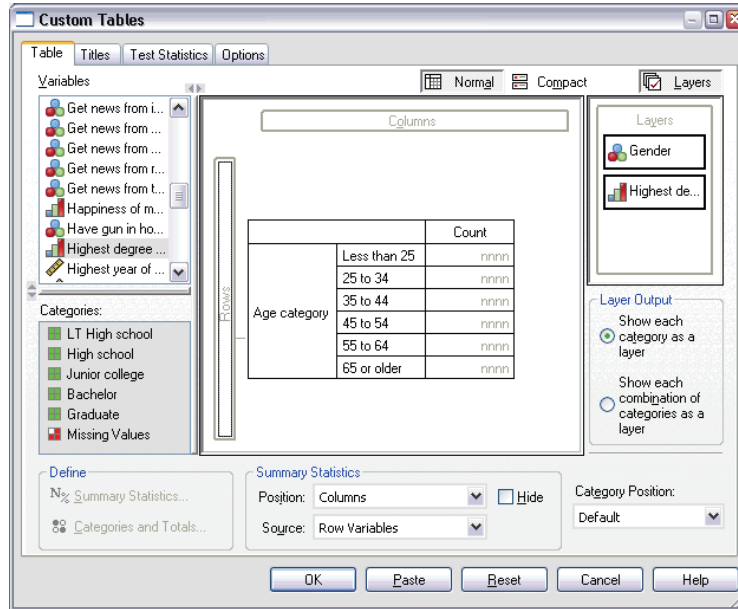 Custom Tables
Table Titles Test Statistics Options
Variables
Normal Compact Layers
Get news from i...
Get news from ...
Get news from ...
Get news from r...
Get news from t...
Happiness of m...
Have gun in ho...
Highest degree ...
Highest year of ...
Categories:
LT High school
High school
Junior college
Bachelor
Graduate
Missing Values
Columns
Rows
Count
Age category
Less than 25 nnnn
25 to 34 nnnn
35 to 44 nnnn
45 to 54 nnnn
55 to 64 nnnn
65 or older nnnn
Layers
Gender
Highest de...
Layer Output
Show each
category as a
layer
Show each
combination of
categories as a
layer
Define
N% Summary Statistics...
Categories and Totals...
Summary Statistics
Position: Columns Hide
Source: Row Variables
Category Position:
Default
OK Paste Reset Cancel Help